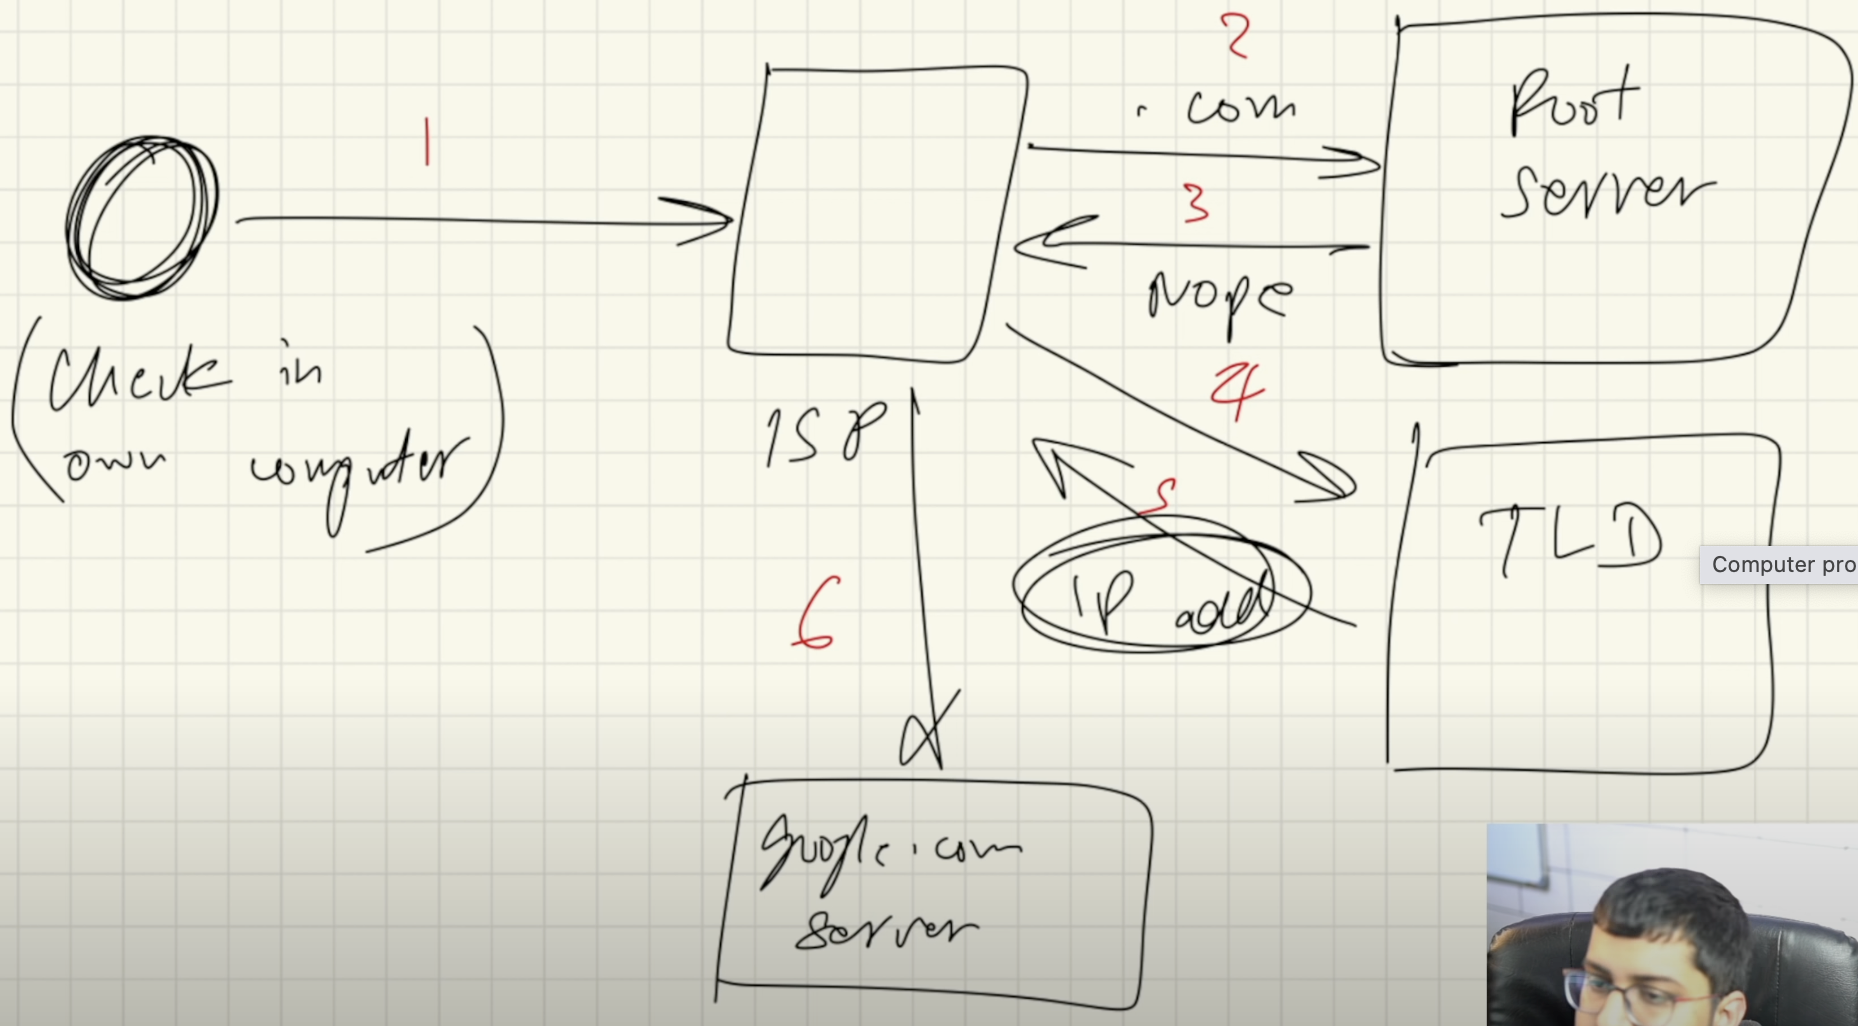 2
. com
Root
server
1
3
Nope
(Check in
own computer)
ISP
4
5
IP add
TLD
Computer pro
6
google.com
server